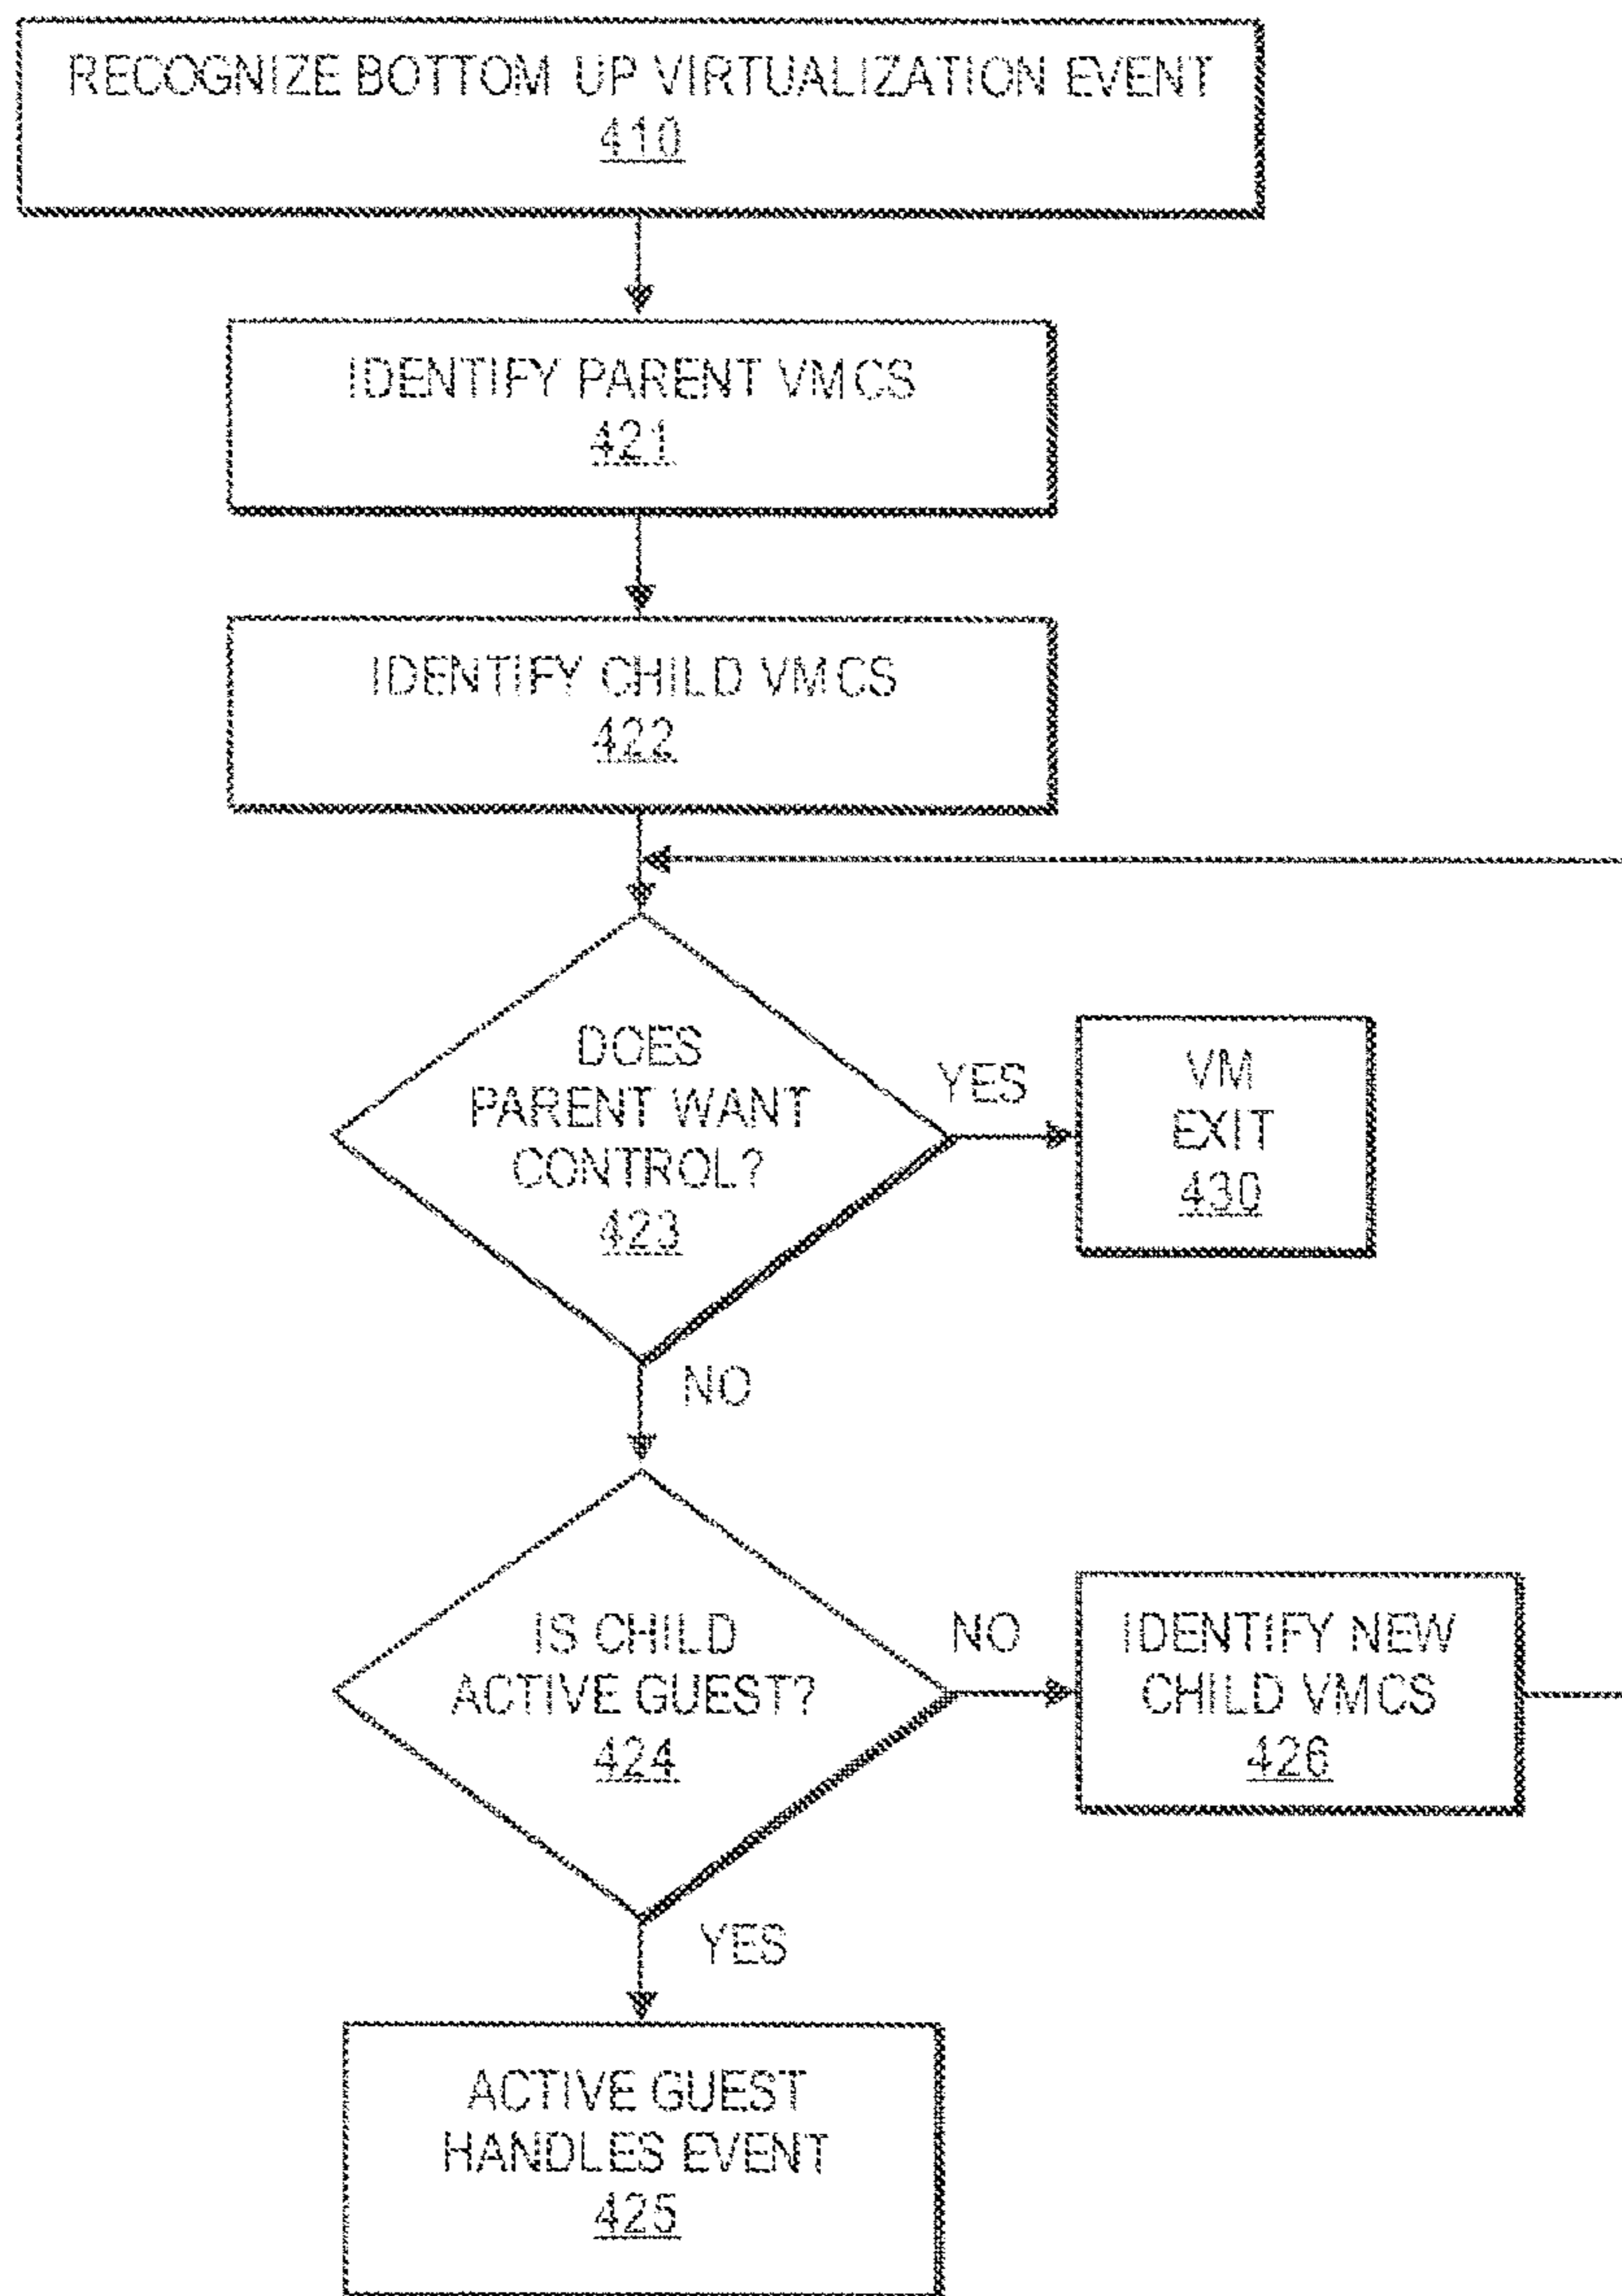 RECOGNIZE BOTTOM UP VIRTUALIZATION EVENT
410
IDENTIFY PARENT VMCS
421
IDENTIFY CHILD VMCS
422
DOES
PARENT WANT
CONTROL?
423
YES
VM
EXIT
430
NO
IS CHILD
ACTIVE GUEST?
424
NO
IDENTIFY NEW
CHILD VMCS
426
YES
ACTIVE GUEST
HANDLES EVENT
425